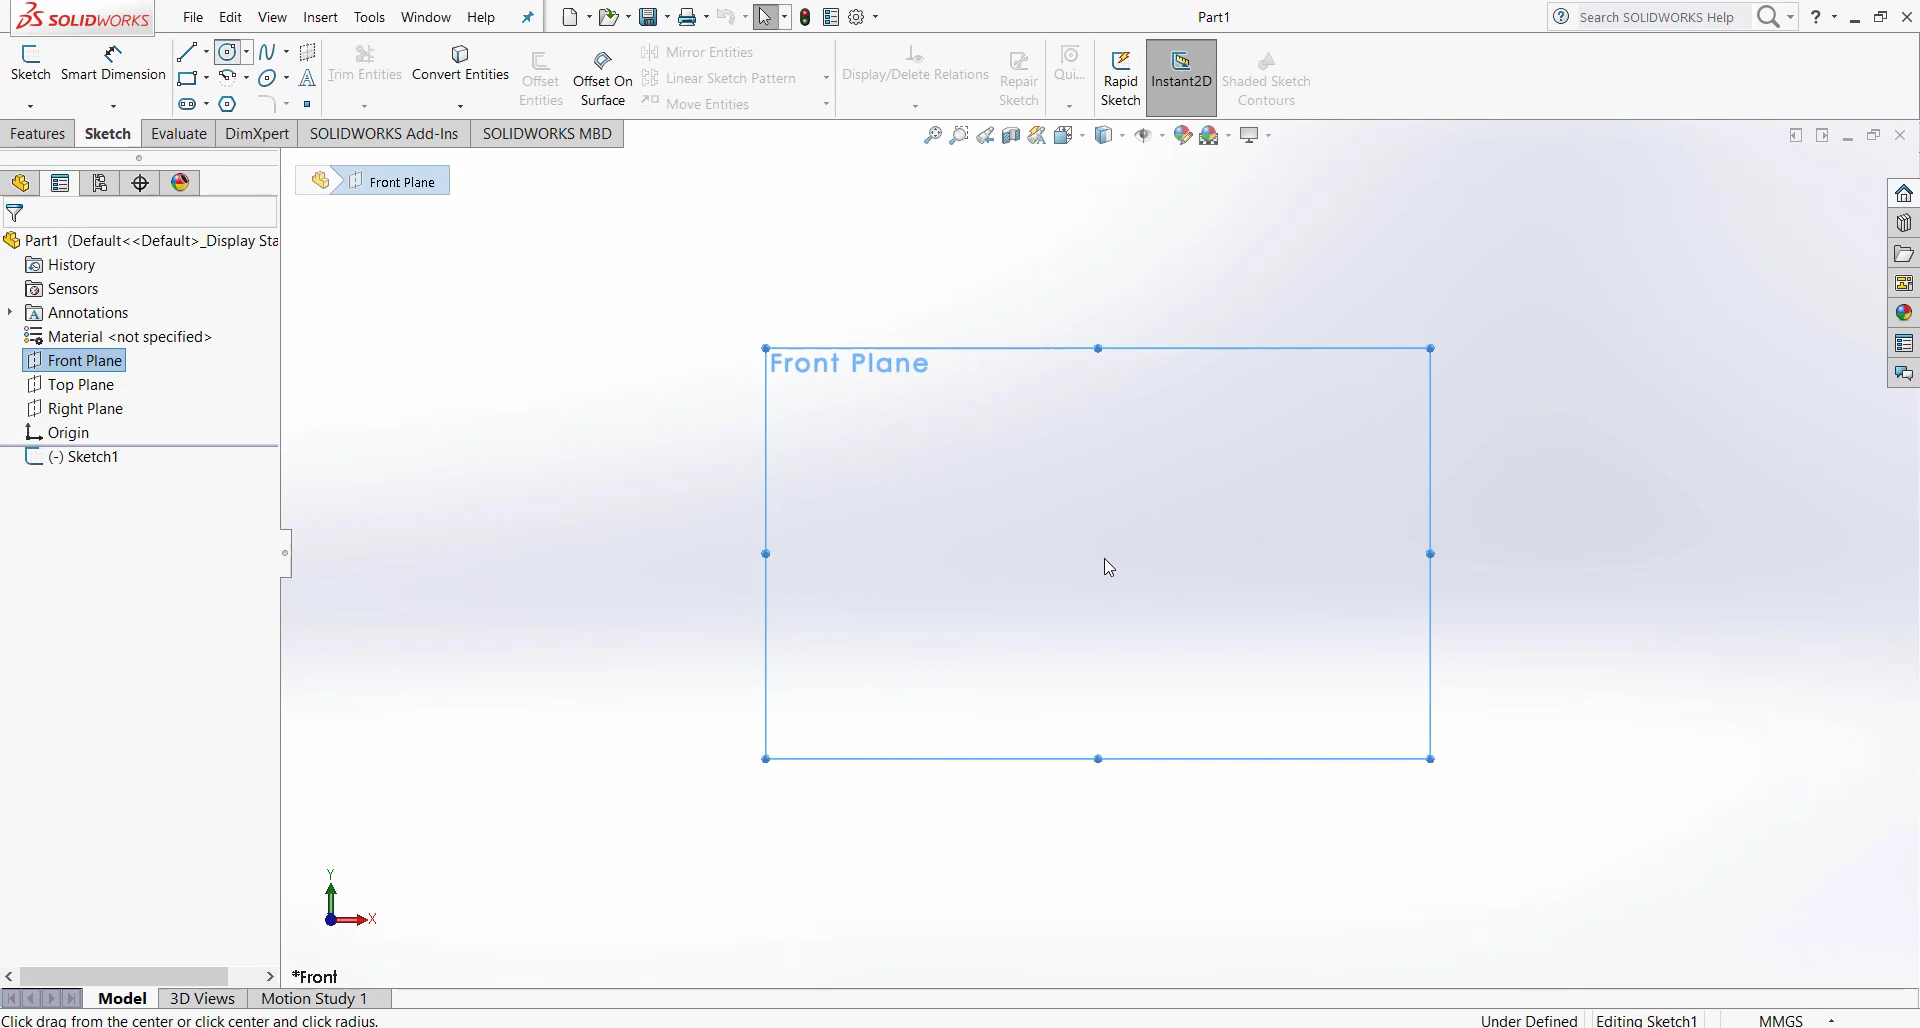 SOLIDWORKS
File Edit View Insert Tools Window Help
Part1
Search SOLIDWORKS Help
?
Sketch
Smart Dimension
Trim Entities
Convert Entities
Offset
Entities
Offset On
Surface
Mirror Entities
Linear Sketch Pattern
Move Entities
Display/Delete Relations
Repair
Sketch
Qui...
Rapid
Sketch
Instant2D
Shaded Sketch
Contours
Features Sketch Evaluate DimXpert SOLIDWORKS Add-Ins SOLIDWORKS MBD
Front Plane
Part1 (Default<<Default>_Display Sta
History
Sensors
Annotations
Material <not specified>
Front Plane
Top Plane
Right Plane
Origin
(-) Sketch1
Front Plane
Y
X
*Front
Model 3D Views Motion Study 1
Click drag from the center or click center and click radius.
Under Defined Editing Sketch1 MMGS